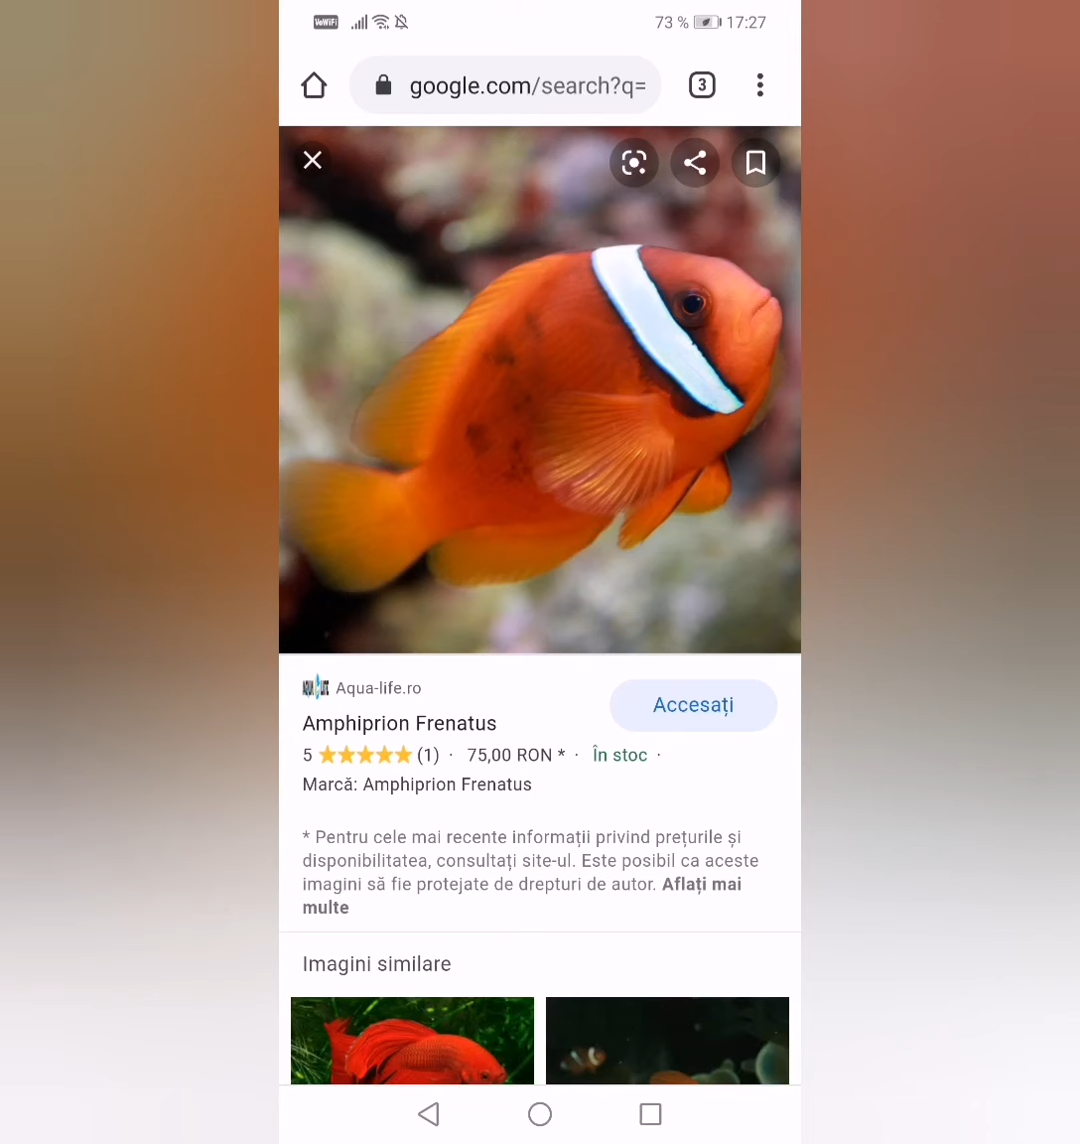 VoWiFi 73 % 17:27
google.com/search?q= 3
Aqua-life.ro
Accesați
Amphiprion Frenatus
5 ★★★★★ (1) · 75,00 RON * · În stoc ·
Marcă: Amphiprion Frenatus
* Pentru cele mai recente informații privind prețurile și
disponibilitatea, consultați site-ul. Este posibil ca aceste
imagini să fie protejate de drepturi de autor. Aflați mai
multe
Imagini similare